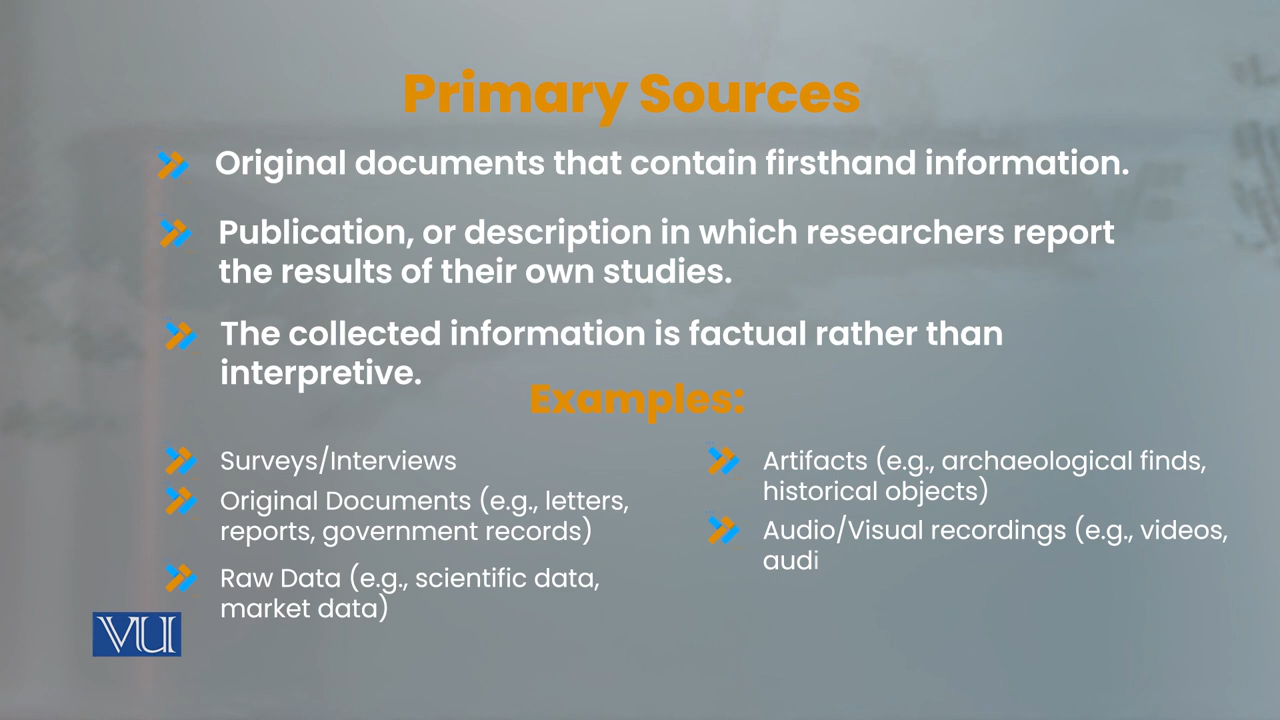 Primary Sources
Original documents that contain firsthand information.
Publication, or description in which researchers report
the results of their own studies.
The collected information is factual rather than
interpretive.
Examples:
Surveys/Interviews
Original Documents (e.g., letters,
reports, government records)
Raw Data (e.g., scientific data,
market data)
Artifacts (e.g., archaeological finds,
historical objects)
Audio/Visual recordings (e.g., videos,
audi
VU